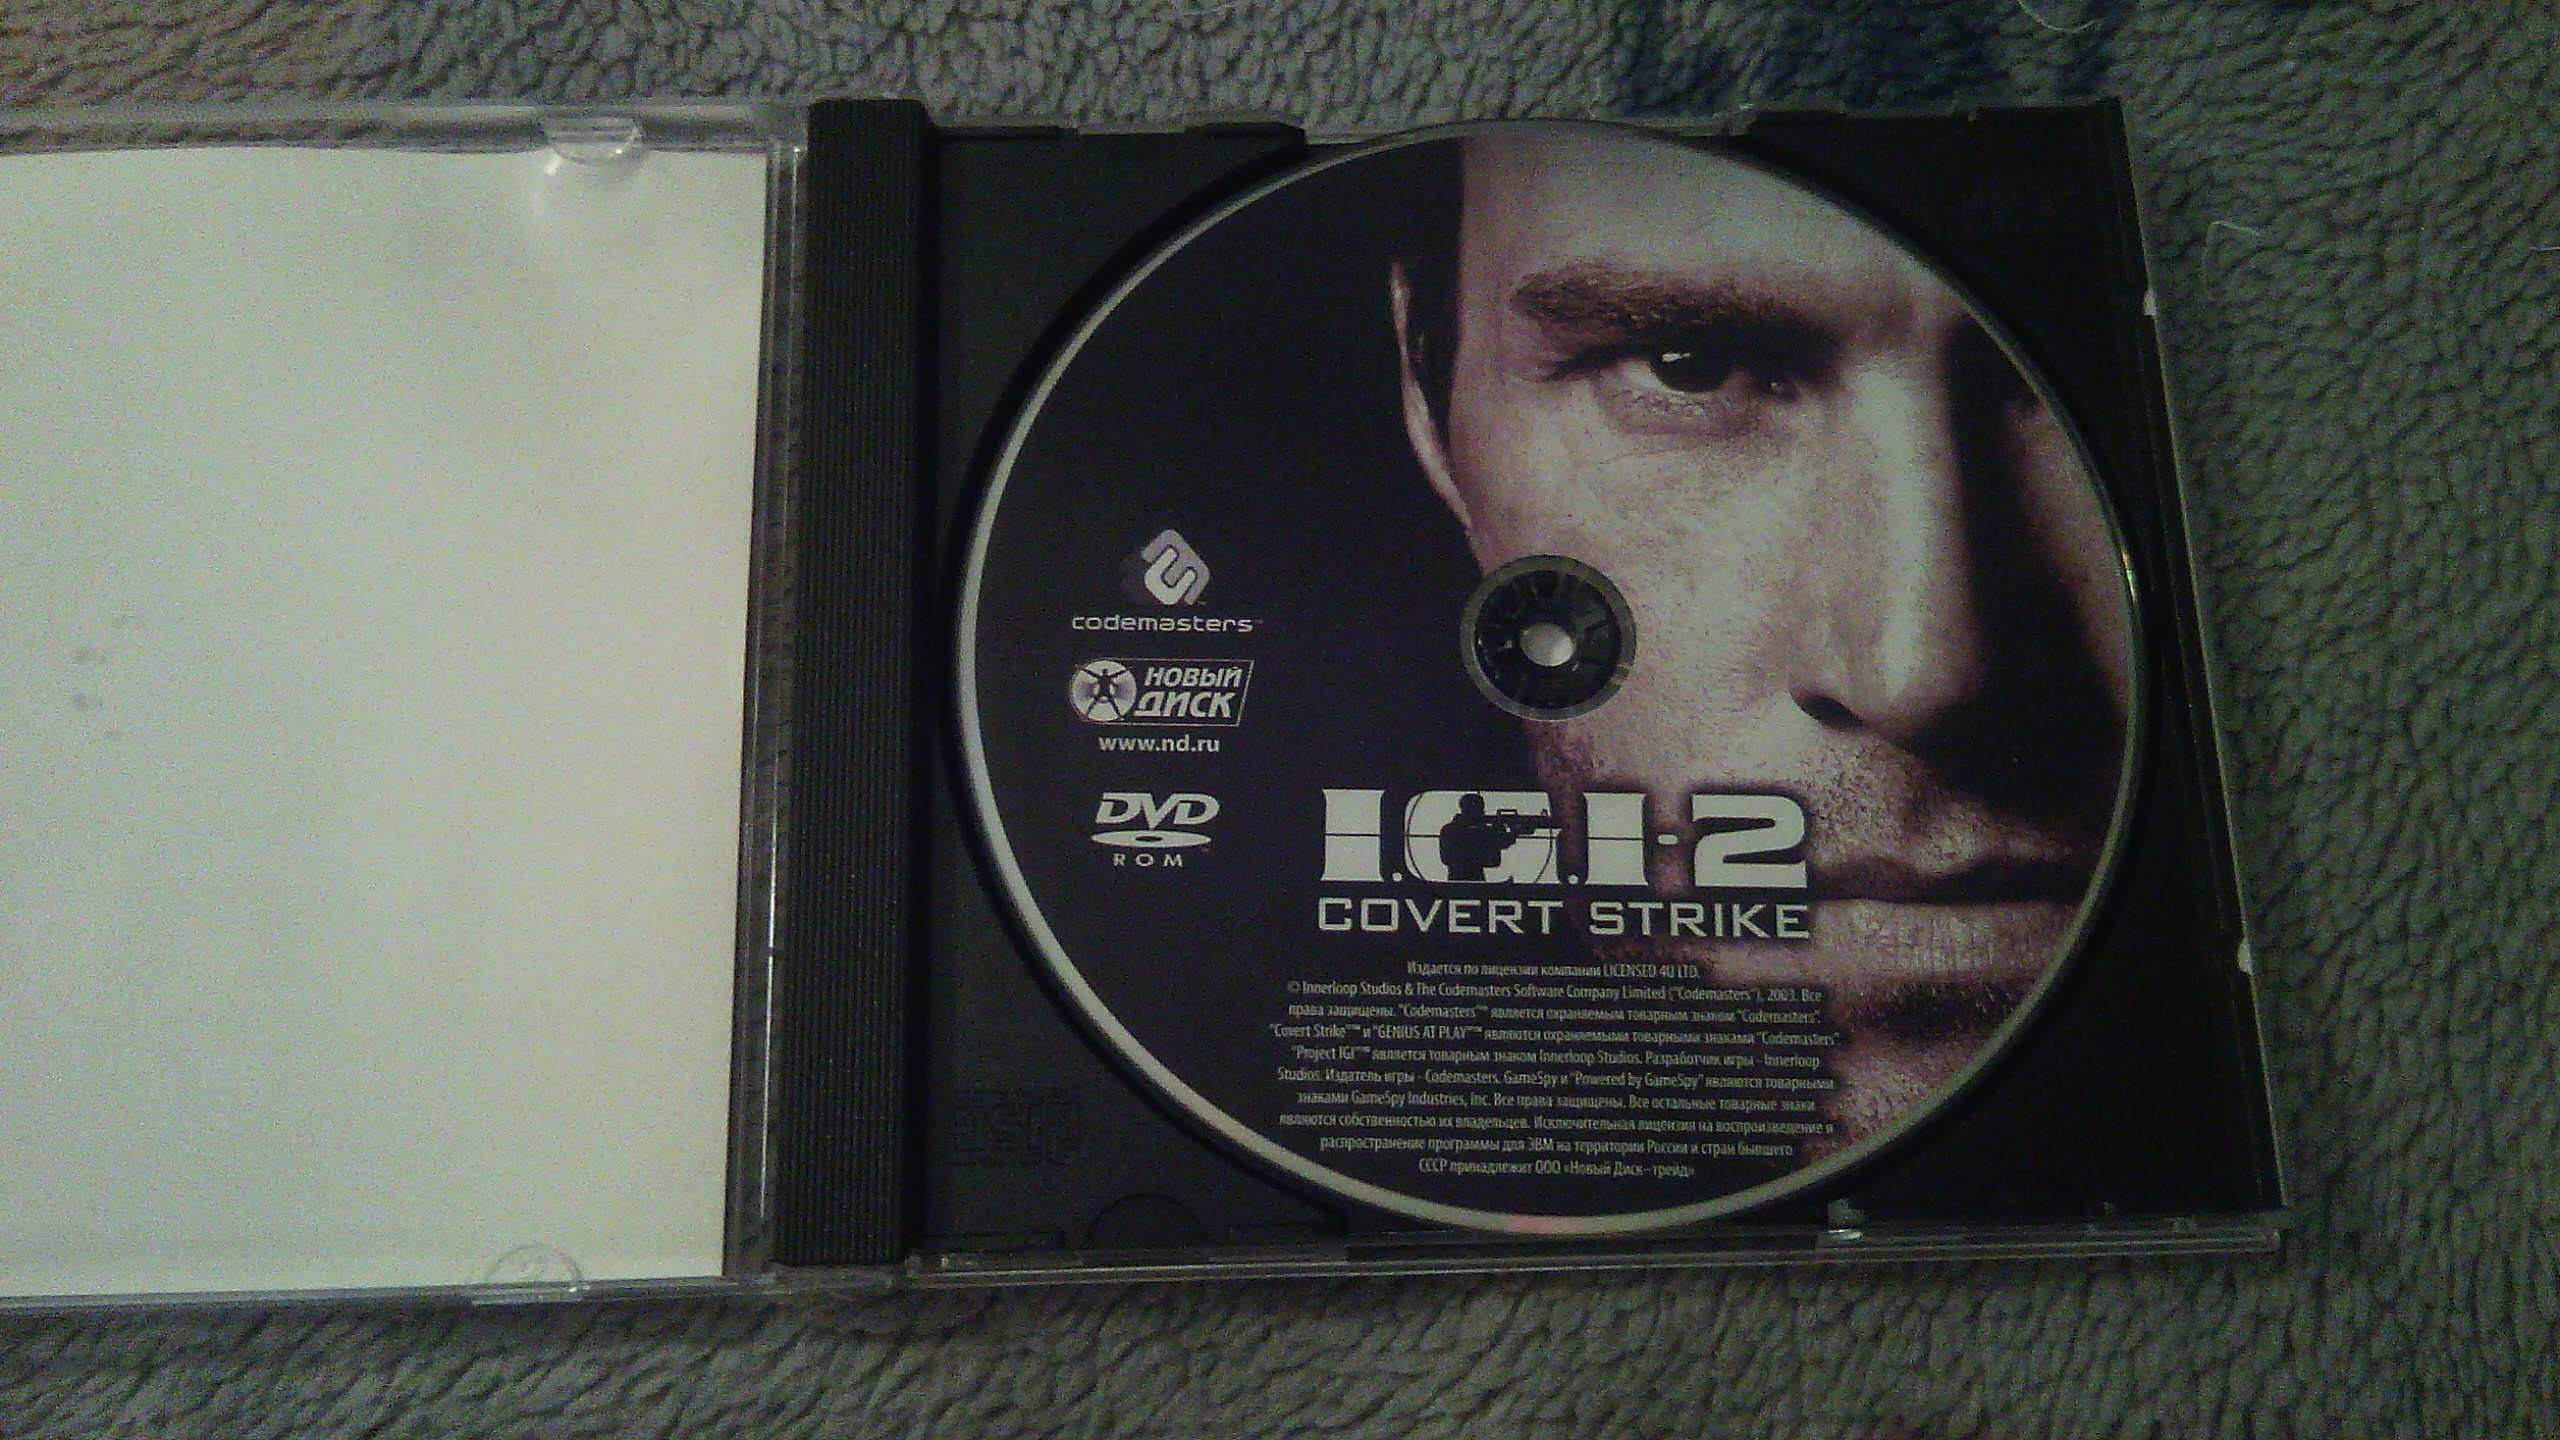 codemasters™
НОВЫЙ
ДИСК
www.nd.ru
DVD
ROM
I.G.I-2
COVERT STRIKE
Издается по лицензии компании LICENSED 4U LTD.
© Innerloop Studios & The Codemasters Software Company Limited ("Codemasters"), 2003. Все
права защищены. "Codemasters"™ является охраняемым товарным знаком "Codemasters".
"Covert Strike"™ и "GENIUS AT PLAY"™ являются охраняемыми товарными знаками "Codemasters"
"Project IGI"™ является товарным знаком Innerloop Studios. Разработчик игры - Innerloop
Studios. Издатель игры - Codemasters. GameSpy и "Powered by GameSpy" являются товарными
знаками GameSpy Industries, Inc. Все права защищены. Все остальные товарные знаки
являются собственностью их владельцев. Исключительная лицензия на воспроизведение и
распространение программы для ЭВМ на территории России и стран бывшего
СССР принадлежит ООО «Новый Диск–трейд»